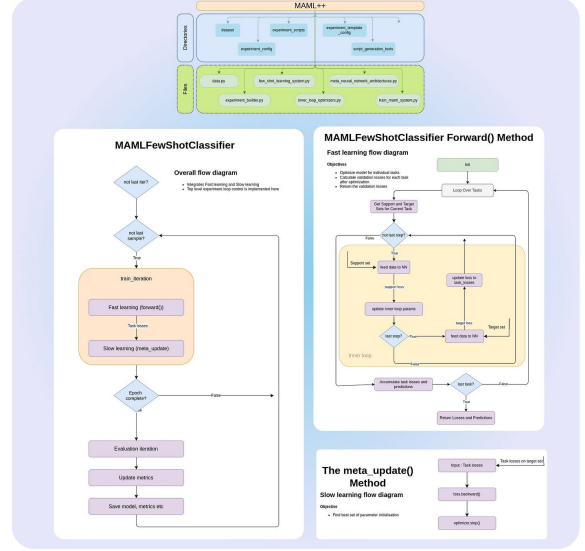 MAML++
Directories
dataset
experiment_scripts
experiment_template
_config
experiment_config
script_generation_tools
Files
data.py
few_shot_learning_system.py
meta_neural_network_architectures.py
experiment_builder.py
inner_loop_optimizers.py
train_maml_system.py
MAMLFewShotClassifier
Overall flow diagram
Integrates Fast learning and Slow learning
Top level experiment loop control is implemented here
not last iter?
not last
sample?
True
train_iteration
Fast learning (forward())
Task losses
Slow learning (meta_update)
Epoch
complete?
False
Evaluation iteration
Update metrics
Save model, metrics etc
MAMLFewShotClassifier Forward() Method
Fast learning flow diagram
Objectives
Optimize model for individual tasks
Calculate validation losses for each task
after optimization
Return the validation losses
Init
Loop Over Tasks
Get Support and Target
Sets for Current Task
not last step?
False
True
Support set
feed data to NN
update loss to
task_losses
support loss
update inner loop params
target loss
Target set
last step?
True
feed data to NN
False
Inner loop
Accumulate task losses and
predictions
last task?
False
True
Return Losses and Predictions
The meta_update()
Method
Slow learning flow diagram
Objective
Find best set of parameter initialisation
Input : Task losses
Task losses on target set
loss.backward()
optimizer.step()